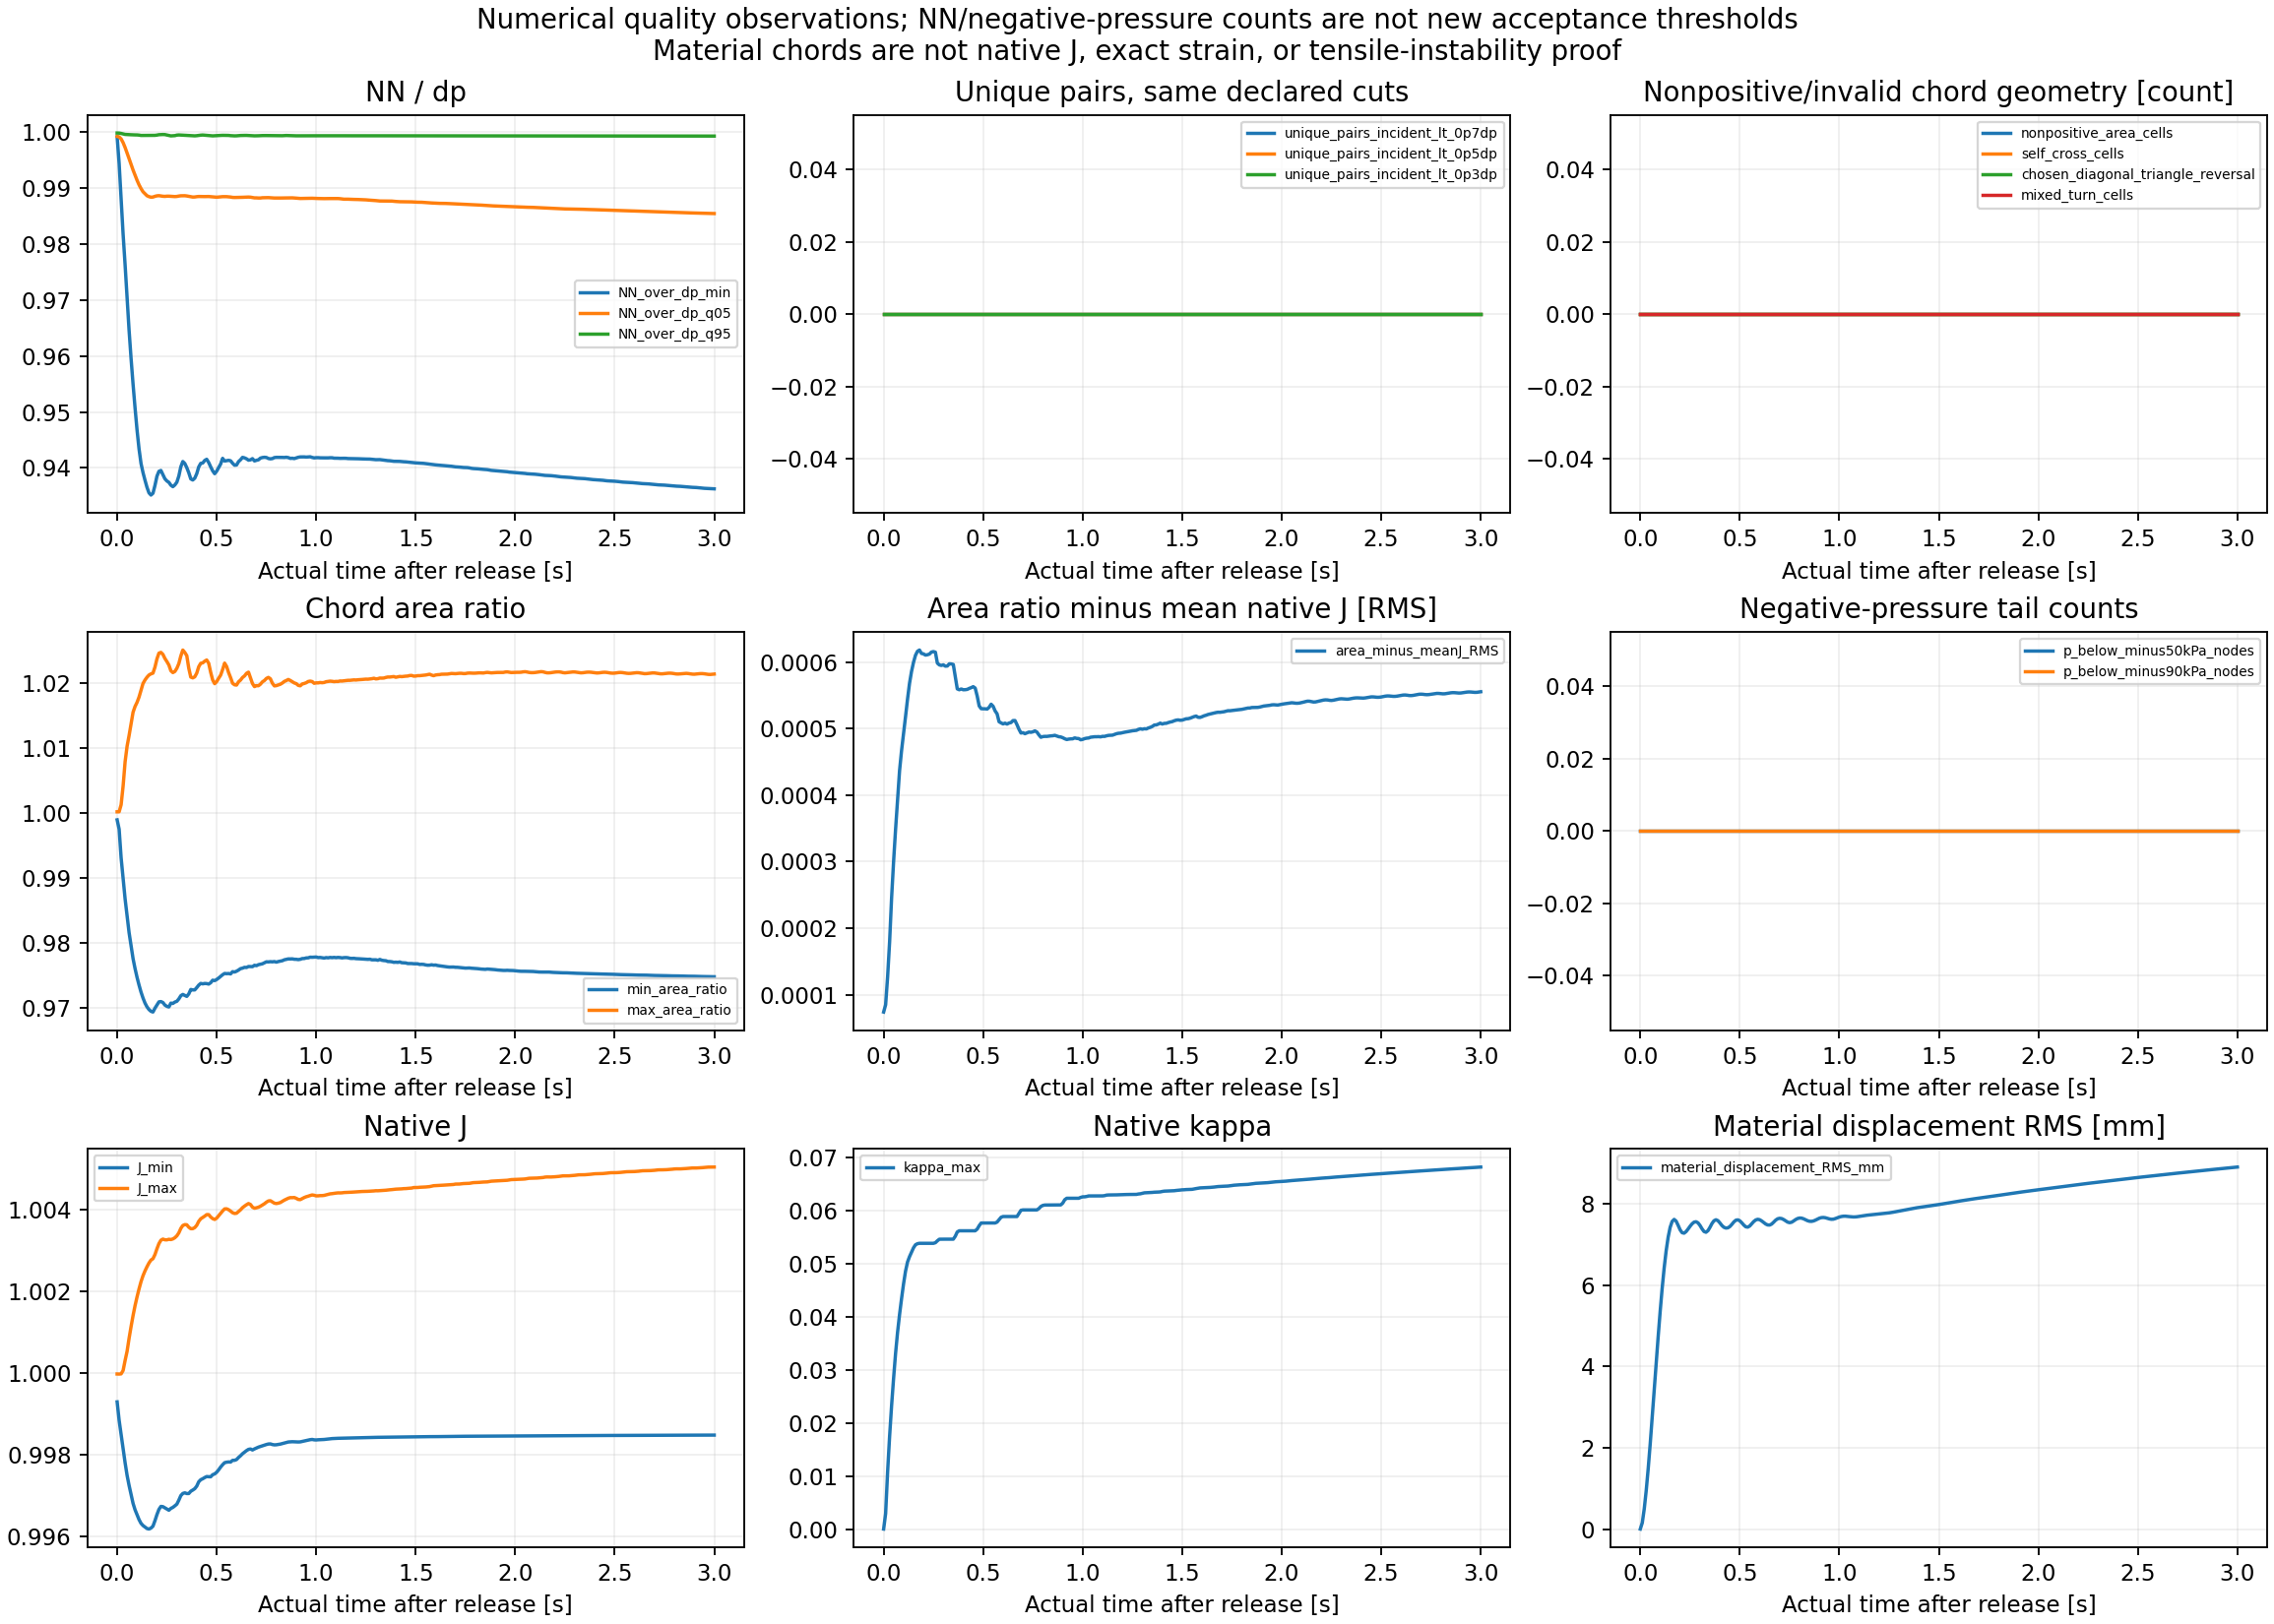 Numerical quality observations; NN/negative-pressure counts are not new acceptance thresholds
Material chords are not native J, exact strain, or tensile-instability proof
NN / dp
1.00
0.99
0.98
0.97
0.96
0.95
0.94
NN_over_dp_min
NN_over_dp_q05
NN_over_dp_q95
0.0 0.5 1.0 1.5 2.0 2.5 3.0
Actual time after release [s]
Unique pairs, same declared cuts
0.04
0.02
0.00
−0.02
−0.04
unique_pairs_incident_lt_0p7dp
unique_pairs_incident_lt_0p5dp
unique_pairs_incident_lt_0p3dp
0.0 0.5 1.0 1.5 2.0 2.5 3.0
Actual time after release [s]
Nonpositive/invalid chord geometry [count]
0.04
0.02
0.00
−0.02
−0.04
nonpositive_area_cells
self_cross_cells
chosen_diagonal_triangle_reversal
mixed_turn_cells
0.0 0.5 1.0 1.5 2.0 2.5 3.0
Actual time after release [s]
Chord area ratio
1.02
1.01
1.00
0.99
0.98
0.97
min_area_ratio
max_area_ratio
0.0 0.5 1.0 1.5 2.0 2.5 3.0
Actual time after release [s]
Area ratio minus mean native J [RMS]
0.0006
0.0005
0.0004
0.0003
0.0002
0.0001
area_minus_meanJ_RMS
0.0 0.5 1.0 1.5 2.0 2.5 3.0
Actual time after release [s]
Negative-pressure tail counts
0.04
0.02
0.00
−0.02
−0.04
p_below_minus50kPa_nodes
p_below_minus90kPa_nodes
0.0 0.5 1.0 1.5 2.0 2.5 3.0
Actual time after release [s]
Native J
1.004
1.002
1.000
0.998
0.996
J_min
J_max
0.0 0.5 1.0 1.5 2.0 2.5 3.0
Actual time after release [s]
Native kappa
0.07
0.06
0.05
0.04
0.03
0.02
0.01
0.00
kappa_max
0.0 0.5 1.0 1.5 2.0 2.5 3.0
Actual time after release [s]
Material displacement RMS [mm]
8
6
4
2
0
material_displacement_RMS_mm
0.0 0.5 1.0 1.5 2.0 2.5 3.0
Actual time after release [s]